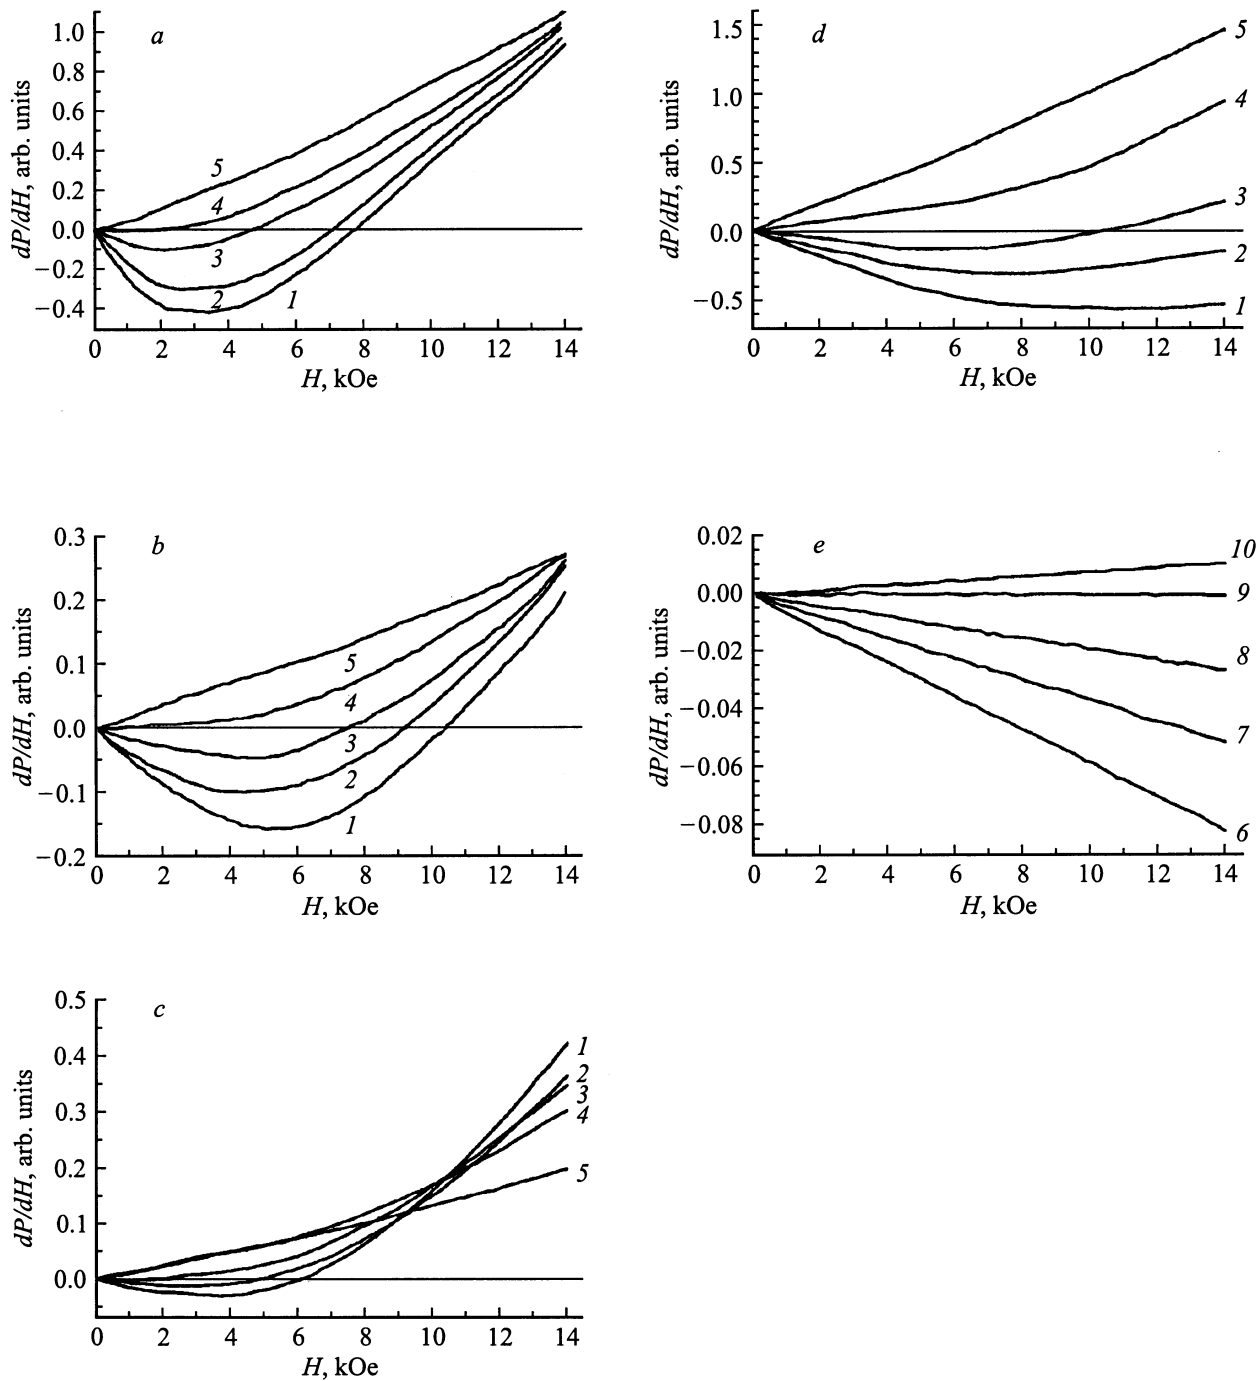 a
dP/dH, arb. units
1.0
0.8
0.6
0.4
0.2
0.0
−0.2
−0.4
5
4
3
2
1
0 2 4 6 8 10 12 14
H, kOe
d
dP/dH, arb. units
1.5
1.0
0.5
0.0
−0.5
5
4
3
2
1
0 2 4 6 8 10 12 14
H, kOe
b
dP/dH, arb. units
0.3
0.2
0.1
0.0
−0.1
−0.2
5
4
3
2
1
0 2 4 6 8 10 12 14
H, kOe
e
dP/dH, arb. units
0.02
0.00
−0.02
−0.04
−0.06
−0.08
10
9
8
7
6
0 2 4 6 8 10 12 14
H, kOe
c
dP/dH, arb. units
0.5
0.4
0.3
0.2
0.1
0.0
1
2
3
4
5
0 2 4 6 8 10 12 14
H, kOe